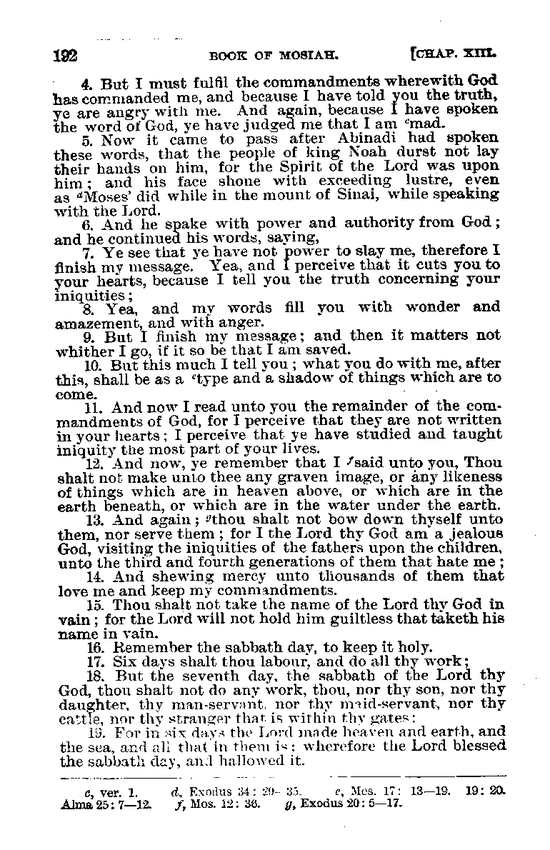 192 BOOK OF MOSIAH. [CHAP. XIII.
4. But I must fulfil the commandments wherewith God
has commanded me, and because I have told you the truth,
ye are angry with me. And again, because I have spoken
the word of God, ye have judged me that I am ᶜmad.
5. Now it came to pass after Abinadi had spoken
these words, that the people of king Noah durst not lay
their hands on him, for the Spirit of the Lord was upon
him; and his face shone with exceeding lustre, even
as ᵈMoses' did while in the mount of Sinai, while speaking
with the Lord.
6. And he spake with power and authority from God;
and he continued his words, saying,
7. Ye see that ye have not power to slay me, therefore I
finish my message. Yea, and I perceive that it cuts you to
your hearts, because I tell you the truth concerning your
iniquities;
8. Yea, and my words fill you with wonder and
amazement, and with anger.
9. But I finish my message; and then it matters not
whither I go, if it so be that I am saved.
10. But this much I tell you; what you do with me, after
this, shall be as a ᵉtype and a shadow of things which are to
come.
11. And now I read unto you the remainder of the com-
mandments of God, for I perceive that they are not written
in your hearts; I perceive that ye have studied and taught
iniquity the most part of your lives.
12. And now, ye remember that I ᶠsaid unto you, Thou
shalt not make unto thee any graven image, or any likeness
of things which are in heaven above, or which are in the
earth beneath, or which are in the water under the earth.
13. And again; ᵍthou shalt not bow down thyself unto
them, nor serve them; for I the Lord thy God am a jealous
God, visiting the iniquities of the fathers upon the children,
unto the third and fourth generations of them that hate me;
14. And shewing mercy unto thousands of them that
love me and keep my commandments.
15. Thou shalt not take the name of the Lord thy God in
vain; for the Lord will not hold him guiltless that taketh his
name in vain.
16. Remember the sabbath day, to keep it holy.
17. Six days shalt thou labour, and do all thy work;
18. But the seventh day, the sabbath of the Lord thy
God, thou shalt not do any work, thou, nor thy son, nor thy
daughter, thy man-servant, nor thy maid-servant, nor thy
cattle, nor thy stranger that is within thy gates:
19. For in six days the Lord made heaven and earth, and
the sea, and all that in them is; wherefore the Lord blessed
the sabbath day, and hallowed it.
c, ver. 1. d, Exodus 34: 29-35. e, Mos. 17: 13—19. 19: 20.
Alma 25: 7—12. f, Mos. 12: 36. g, Exodus 20: 5—17.